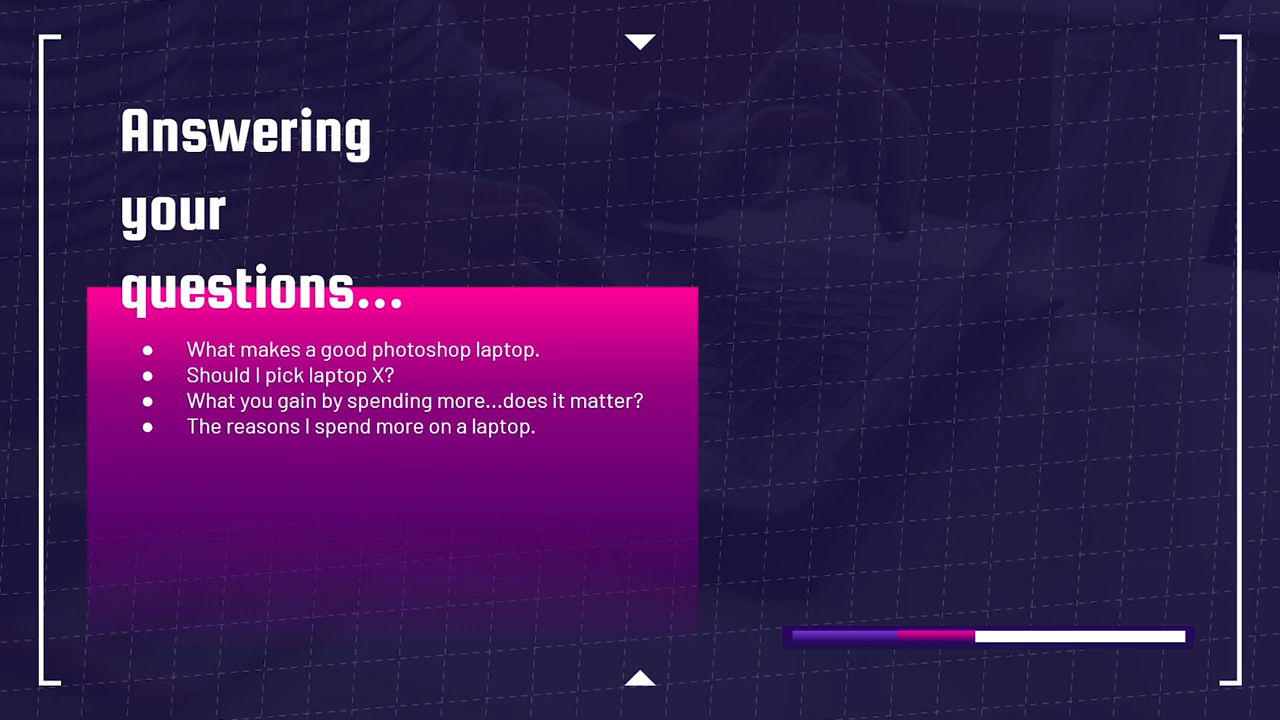 Answering
your
questions...
● What makes a good photoshop laptop.
● Should I pick laptop X?
● What you gain by spending more...does it matter?
● The reasons I spend more on a laptop.